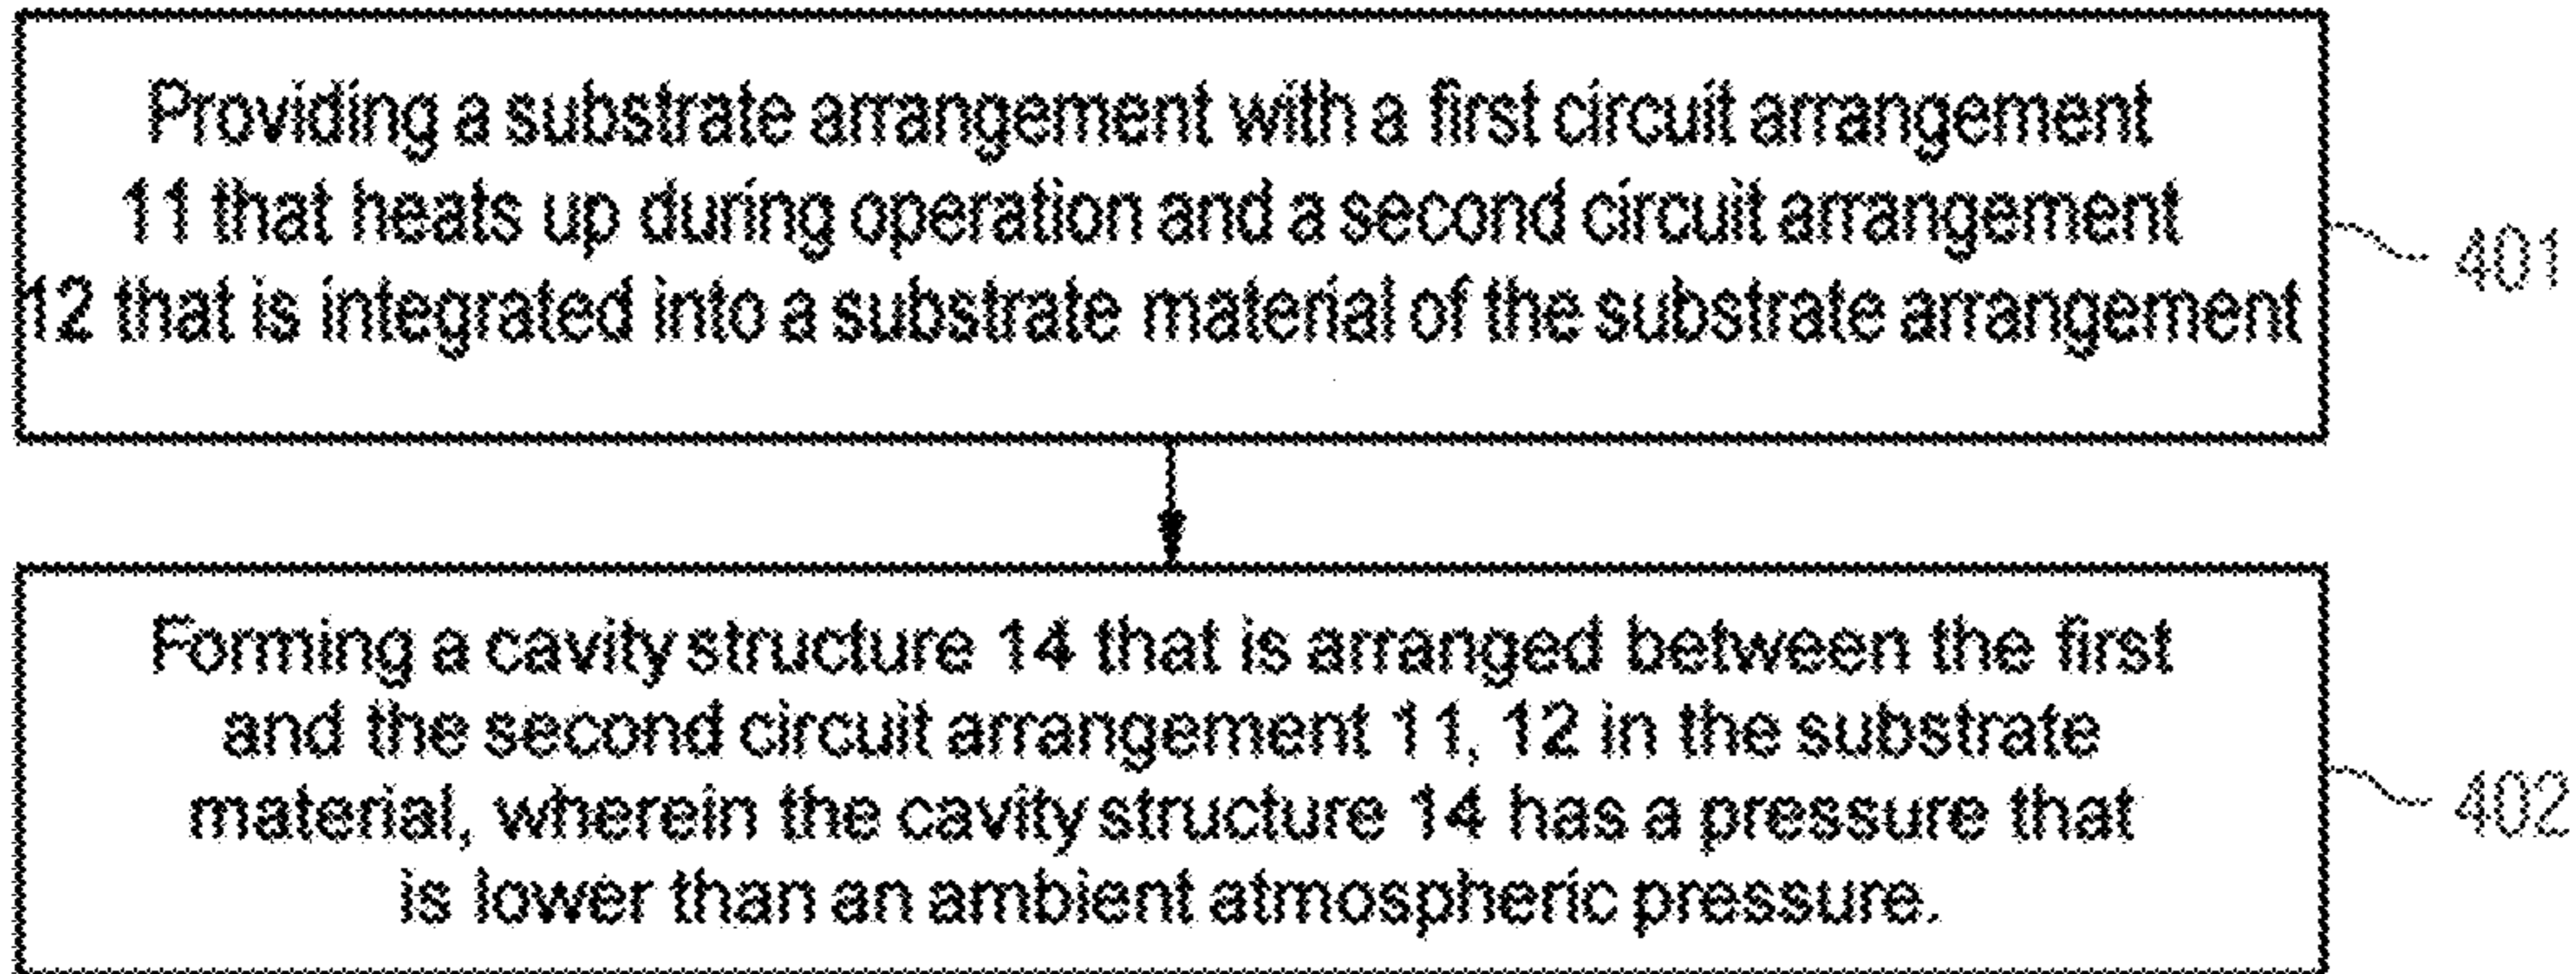 Providing a substrate arrangement with a first circuit arrangement
11 that heats up during operation and a second circuit arrangement
12 that is integrated into a substrate material of the substrate arrangement
401
Forming a cavity structure 14 that is arranged between the first
and the second circuit arrangement 11, 12 in the substrate
material, wherein the cavity structure 14 has a pressure that
is lower than an ambient atmospheric pressure.
402